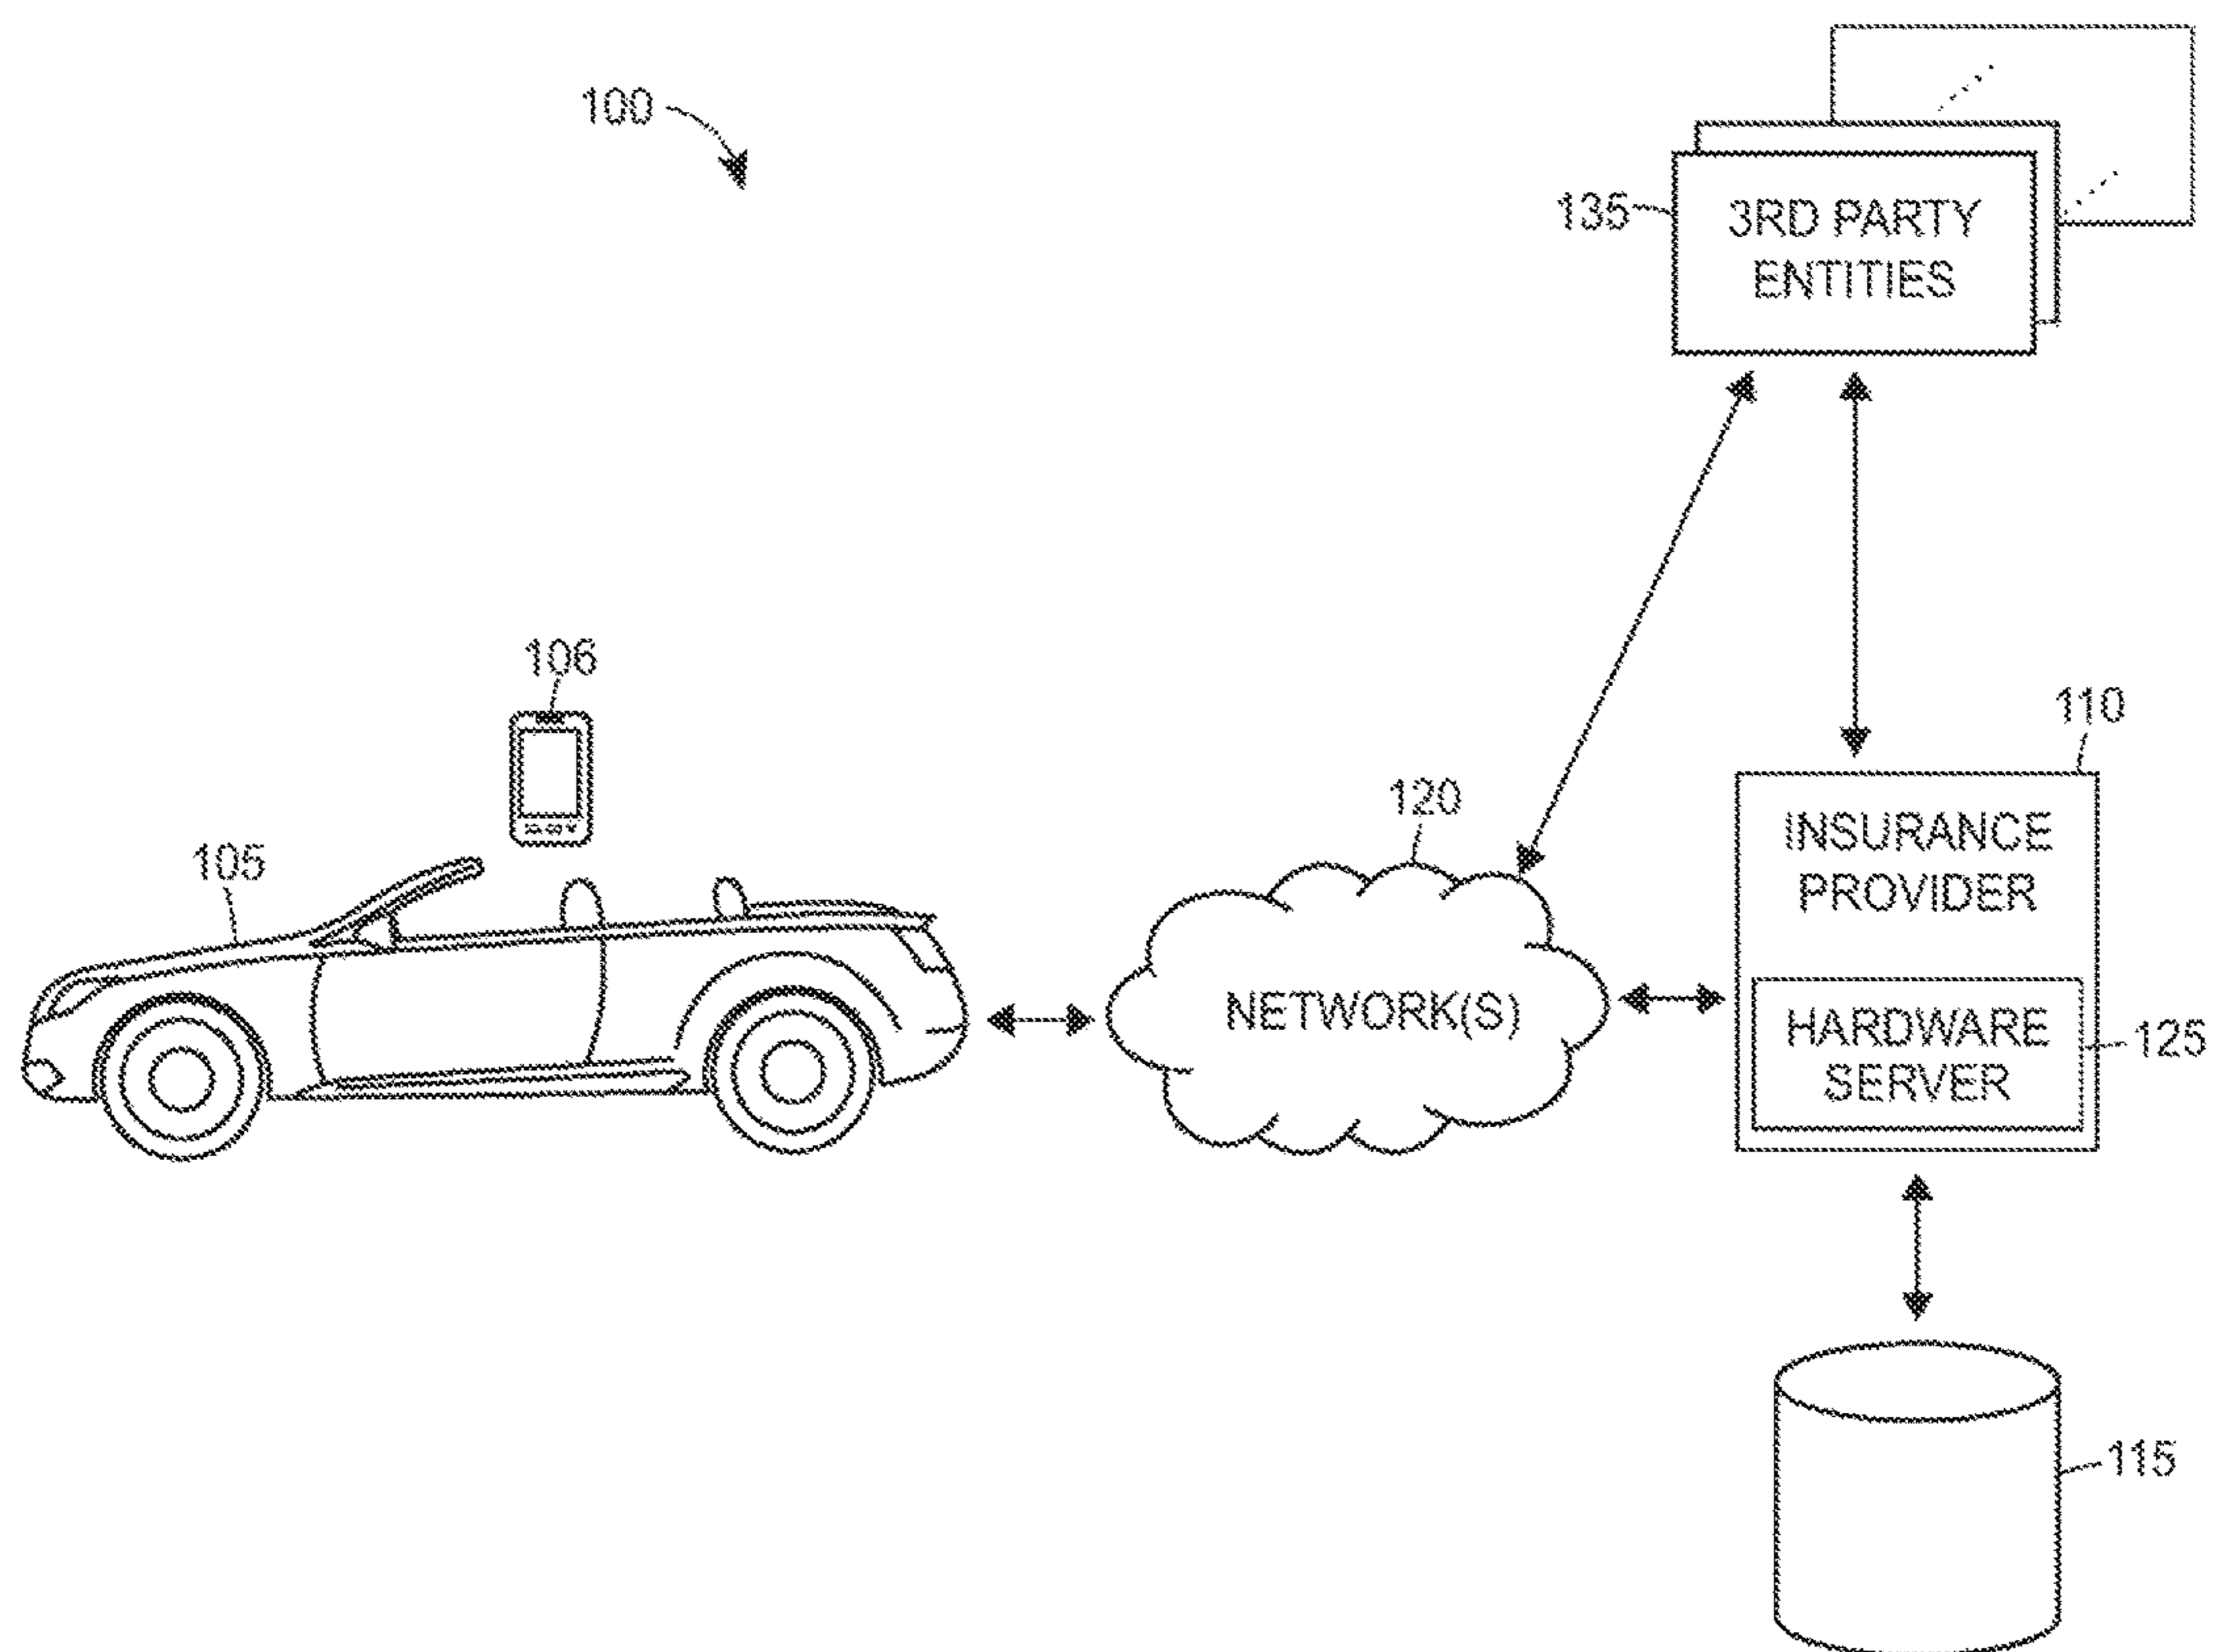 100
135
3RD PARTY
ENTITIES
106
110
120
INSURANCE
PROVIDER
105
NETWORK(S)
HARDWARE
SERVER
125
115